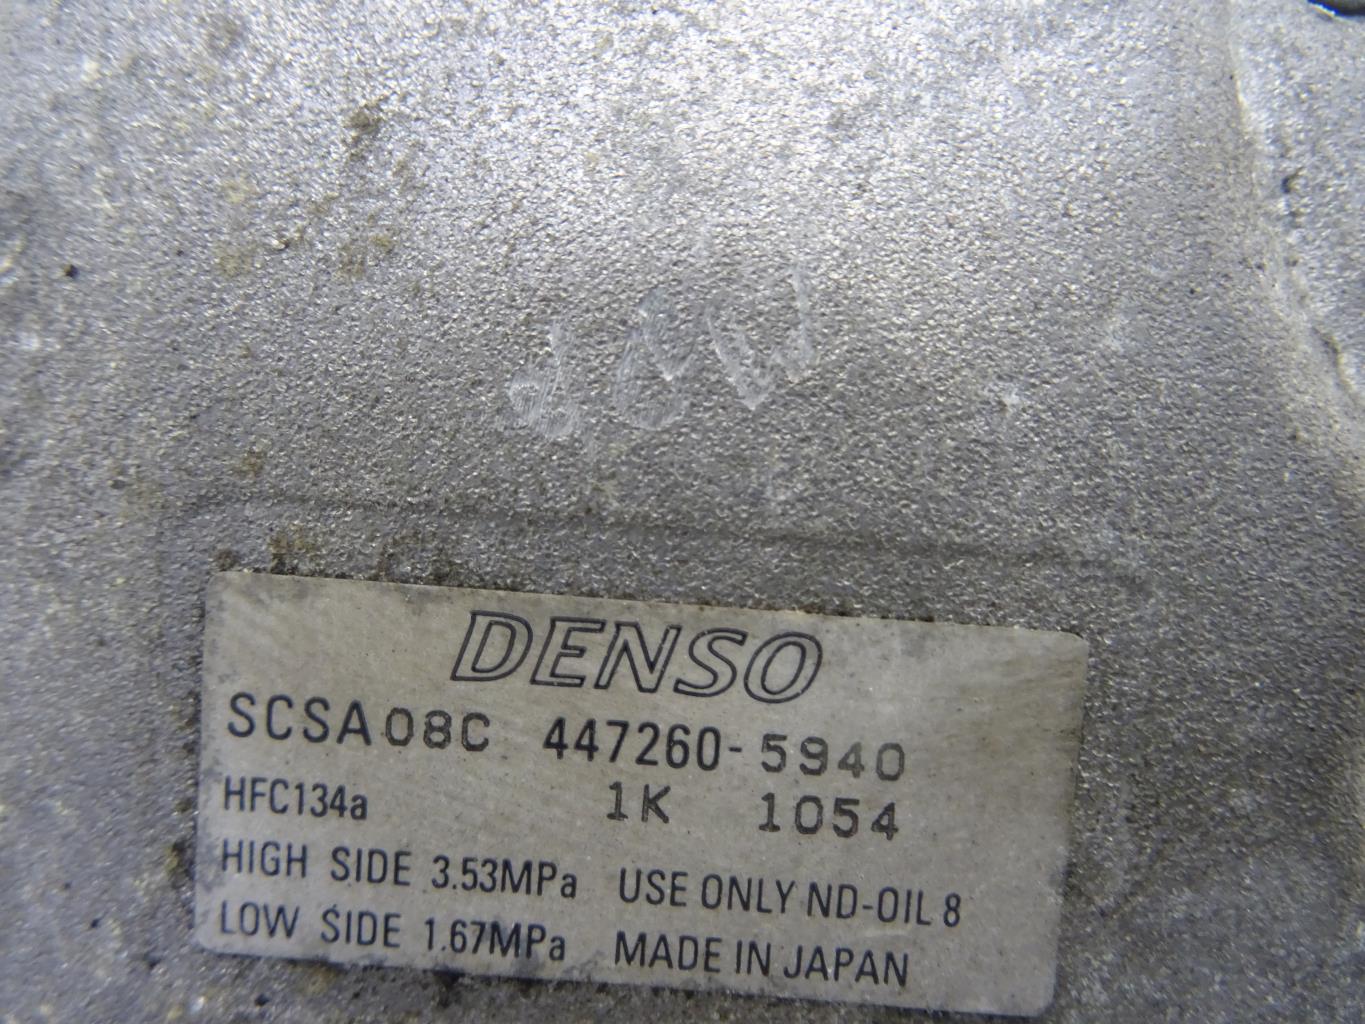 DENSO
SCSA08C 447260-5940
HFC134a 1K 1054
HIGH SIDE 3.53MPa USE ONLY ND-OIL 8
LOW SIDE 1.67MPa MADE IN JAPAN